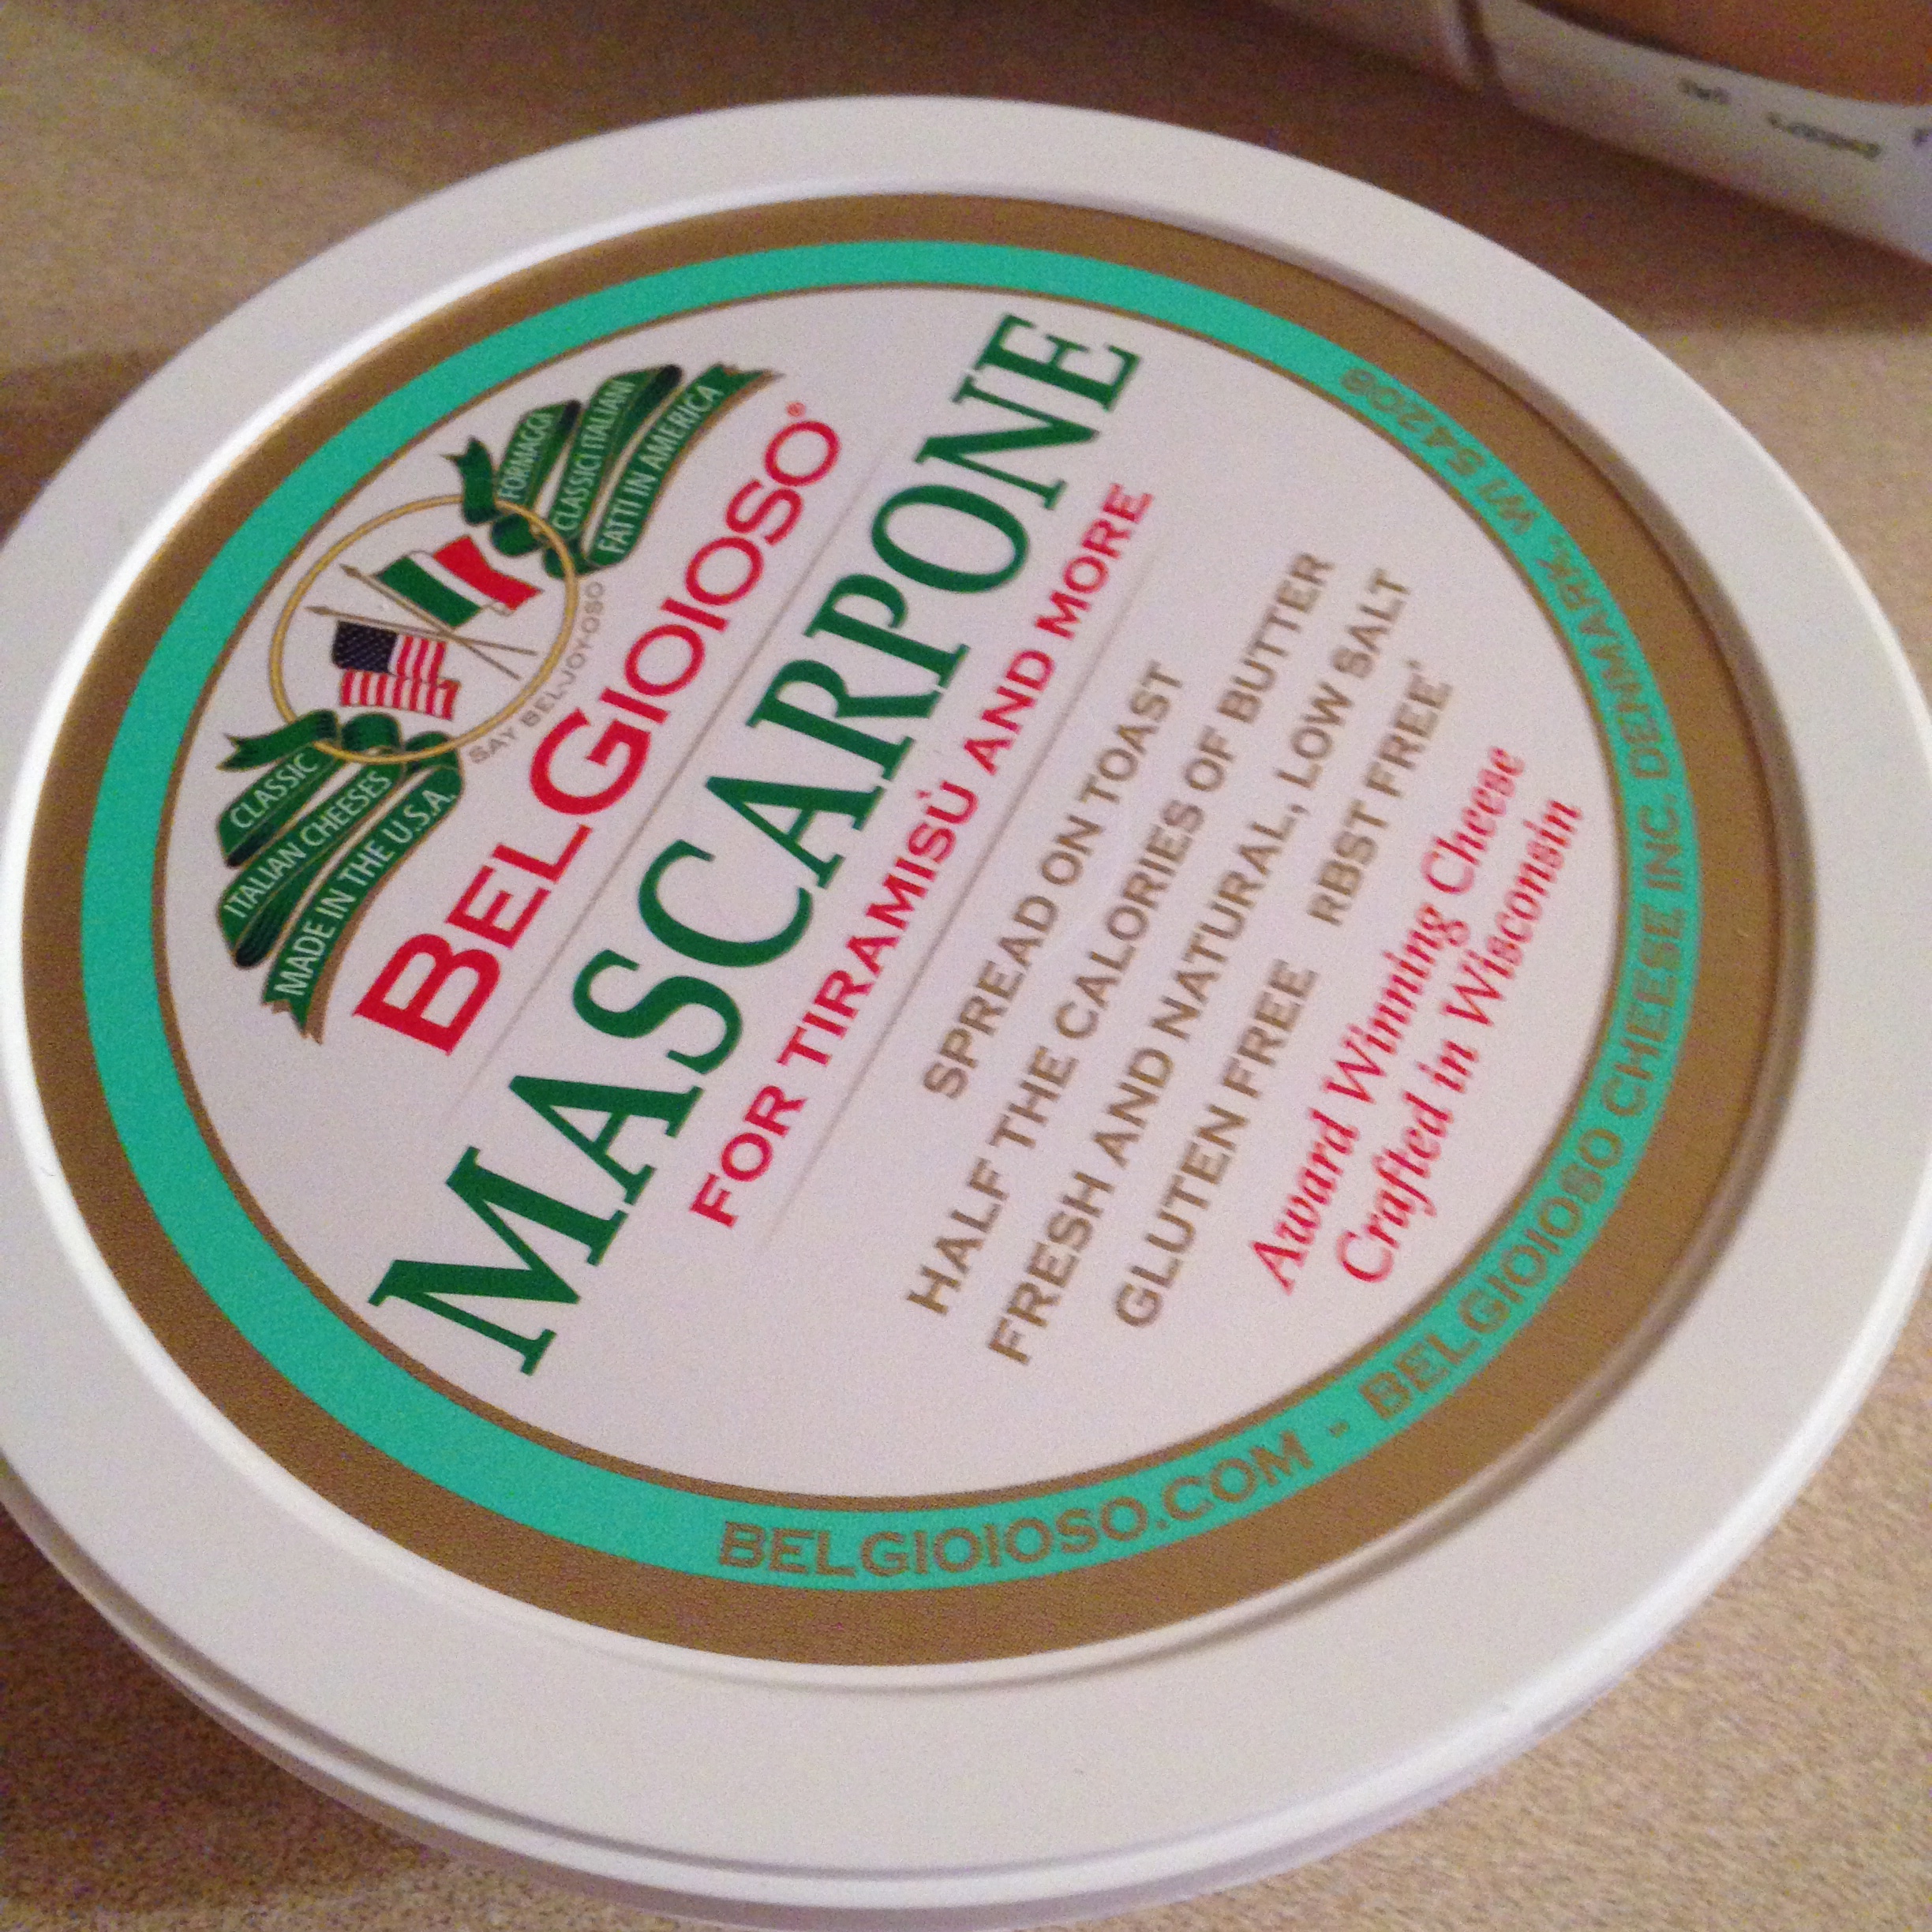 CLASSIC
ITALIAN CHEESES
MADE IN THE U.S.A.
FORMAGGI
CLASSICI ITALIANI
FATTI IN AMERICA
SAY BEL-JOY-OSO
BELGIOIOSO®
MASCARPONE
FOR TIRAMISÙ AND MORE
SPREAD ON TOAST
HALF THE CALORIES OF BUTTER
FRESH AND NATURAL, LOW SALT
GLUTEN FREE RBST FREE*
Award Winning Cheese
Crafted in Wisconsin
BELGIOIOSO.COM - BELGIOIOSO CHEESE INC. DENMARK, WI 54208